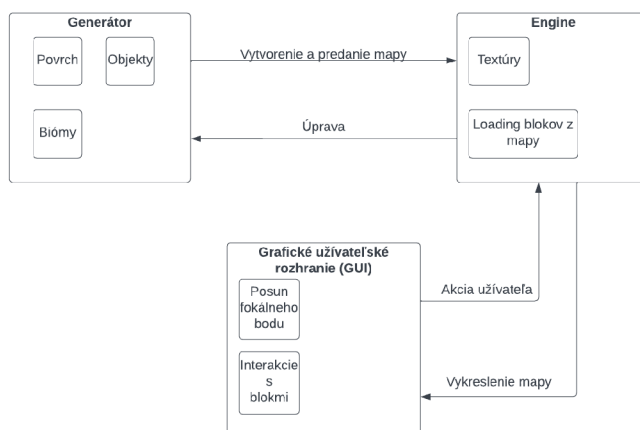 Generátor
Povrch
Objekty
Biómy
Vytvorenie a predanie mapy
Úprava
Engine
Textúry
Loading blokov z
mapy
Grafické užívateľské
rozhranie (GUI)
Posun
fokálneho
bodu
Interakcie
s
blokmi
Akcia užívateľa
Vykreslenie mapy